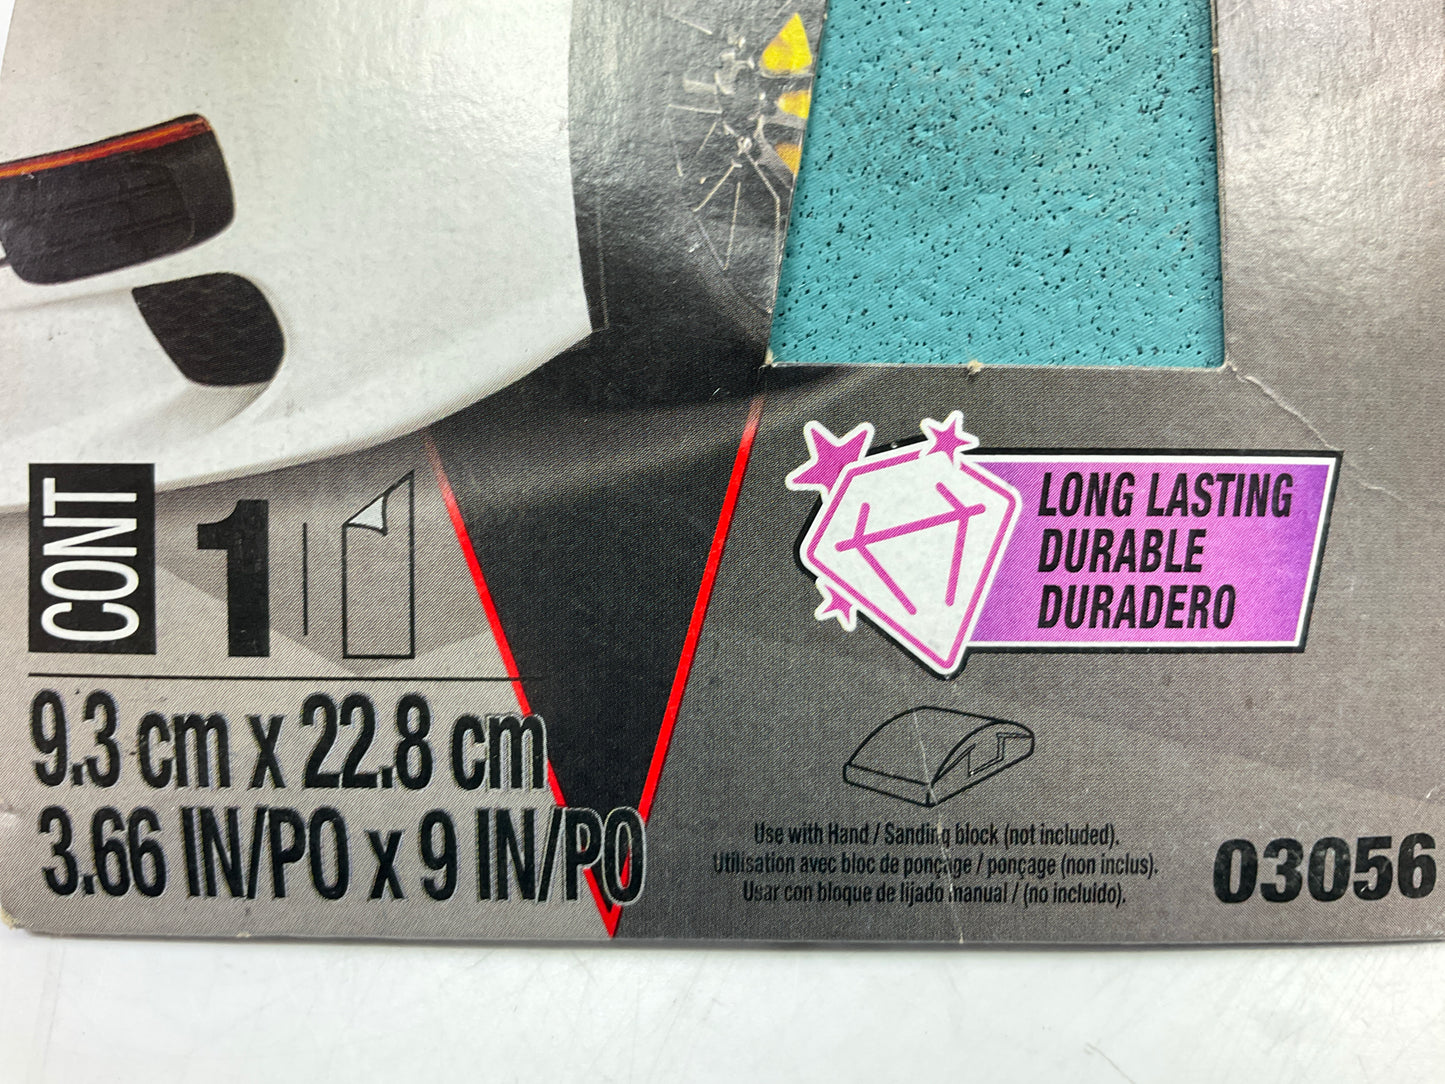 LONG LASTING
DURABLE
DURADERO
CONT
1
9.3 cm x 22.8 cm
3.66 IN/PO x 9 IN/PO
Use with Hand / Sanding block (not included).
Utilisation avec bloc de ponçage / ponçage (non inclus).
Usar con bloque de lijado manual / (no incluido).
03056